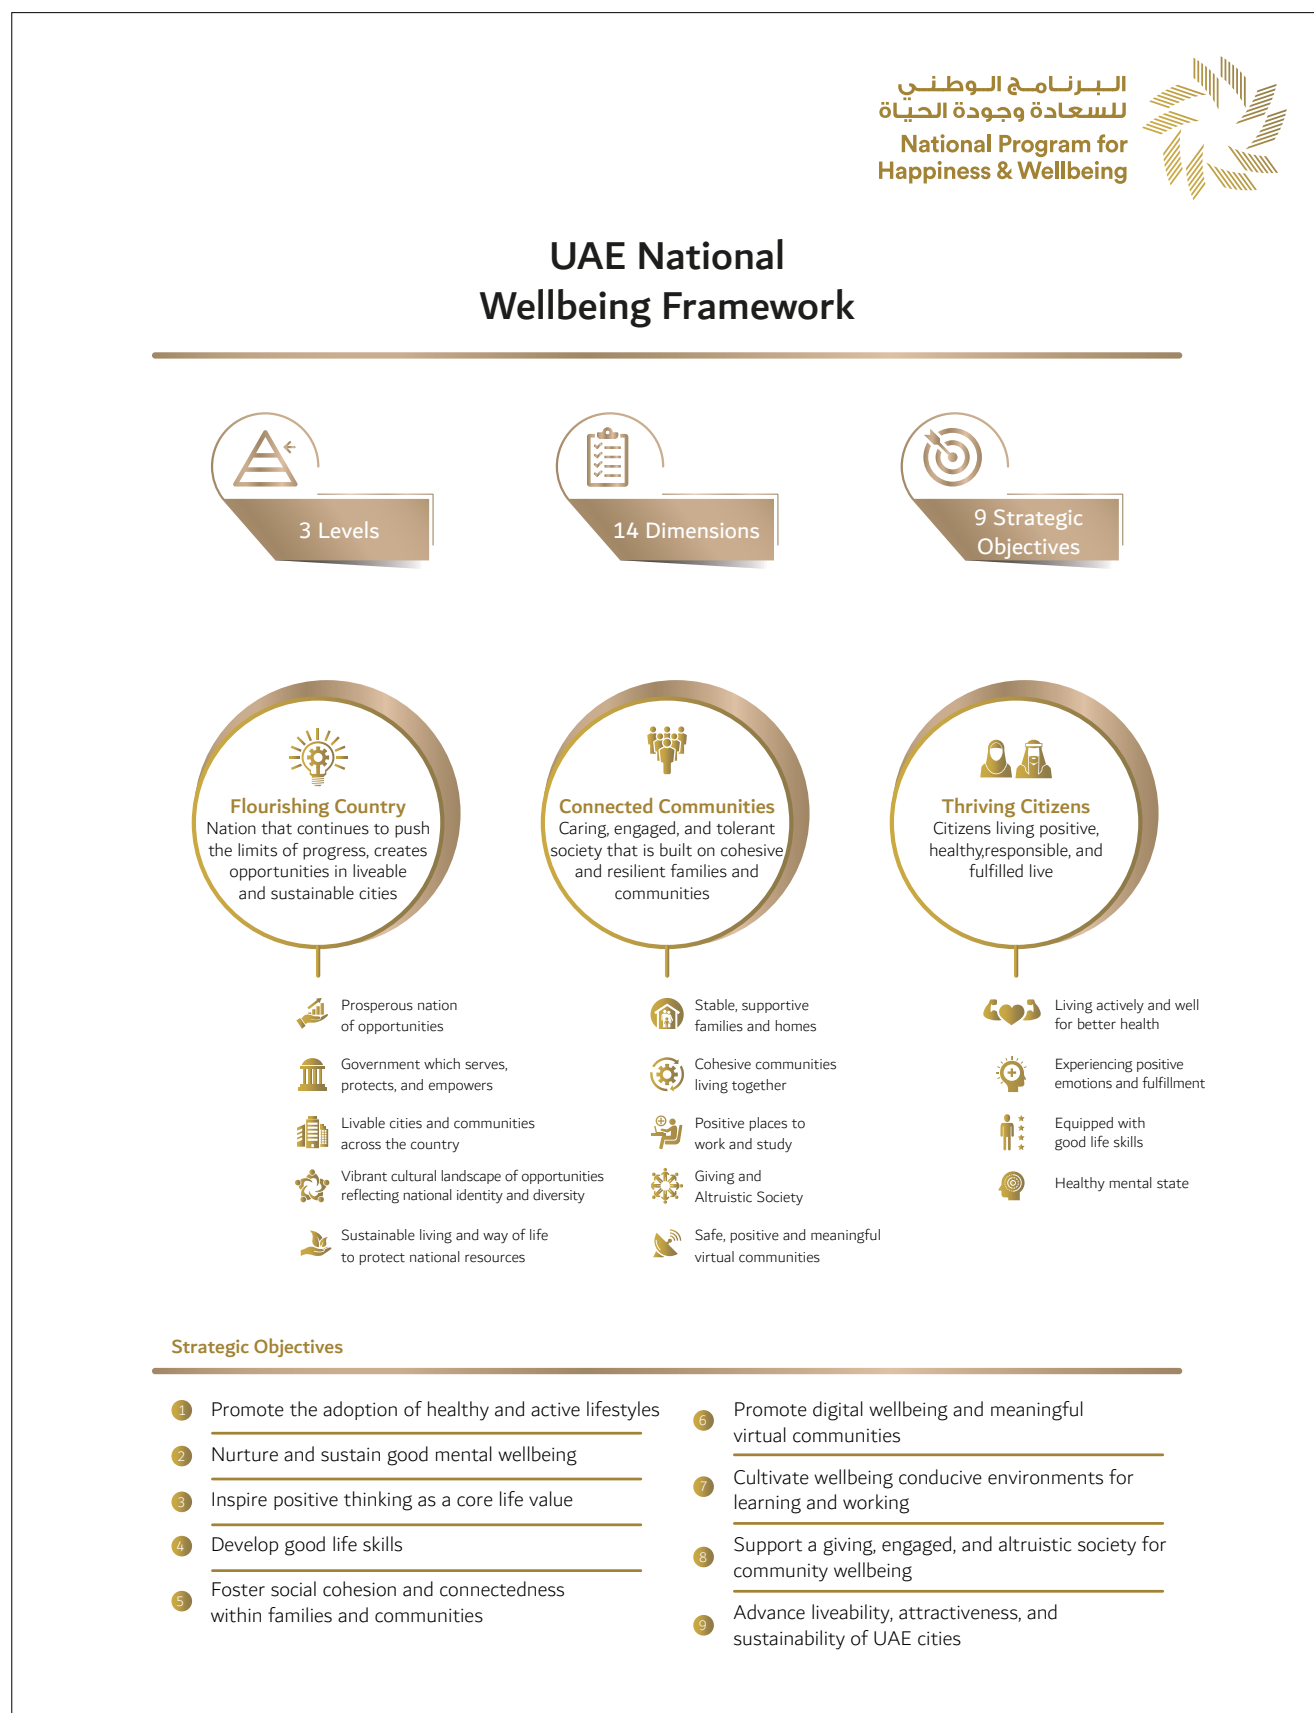 البرنامج الوطني
للسعادة وجودة الحياة
National Program for
Happiness & Wellbeing
UAE National
Wellbeing Framework
3 Levels
14 Dimensions
9 Strategic
Objectives
Flourishing Country
Nation that continues to push
the limits of progress, creates
opportunities in liveable
and sustainable cities
Connected Communities
Caring, engaged, and tolerant
society that is built on cohesive
and resilient families and
communities
Thriving Citizens
Citizens living positive,
healthy,responsible, and
fulfilled live
Prosperous nation
of opportunities
Government which serves,
protects, and empowers
Livable cities and communities
across the country
Vibrant cultural landscape of opportunities
reflecting national identity and diversity
Sustainable living and way of life
to protect national resources
Stable, supportive
families and homes
Cohesive communities
living together
Positive places to
work and study
Giving and
Altruistic Society
Safe, positive and meaningful
virtual communities
Living actively and well
for better health
Experiencing positive
emotions and fulfillment
Equipped with
good life skills
Healthy mental state
Strategic Objectives
1 Promote the adoption of healthy and active lifestyles
2 Nurture and sustain good mental wellbeing
3 Inspire positive thinking as a core life value
4 Develop good life skills
5 Foster social cohesion and connectedness
within families and communities
6 Promote digital wellbeing and meaningful
virtual communities
7 Cultivate wellbeing conducive environments for
learning and working
8 Support a giving, engaged, and altruistic society for
community wellbeing
9 Advance liveability, attractiveness, and
sustainability of UAE cities